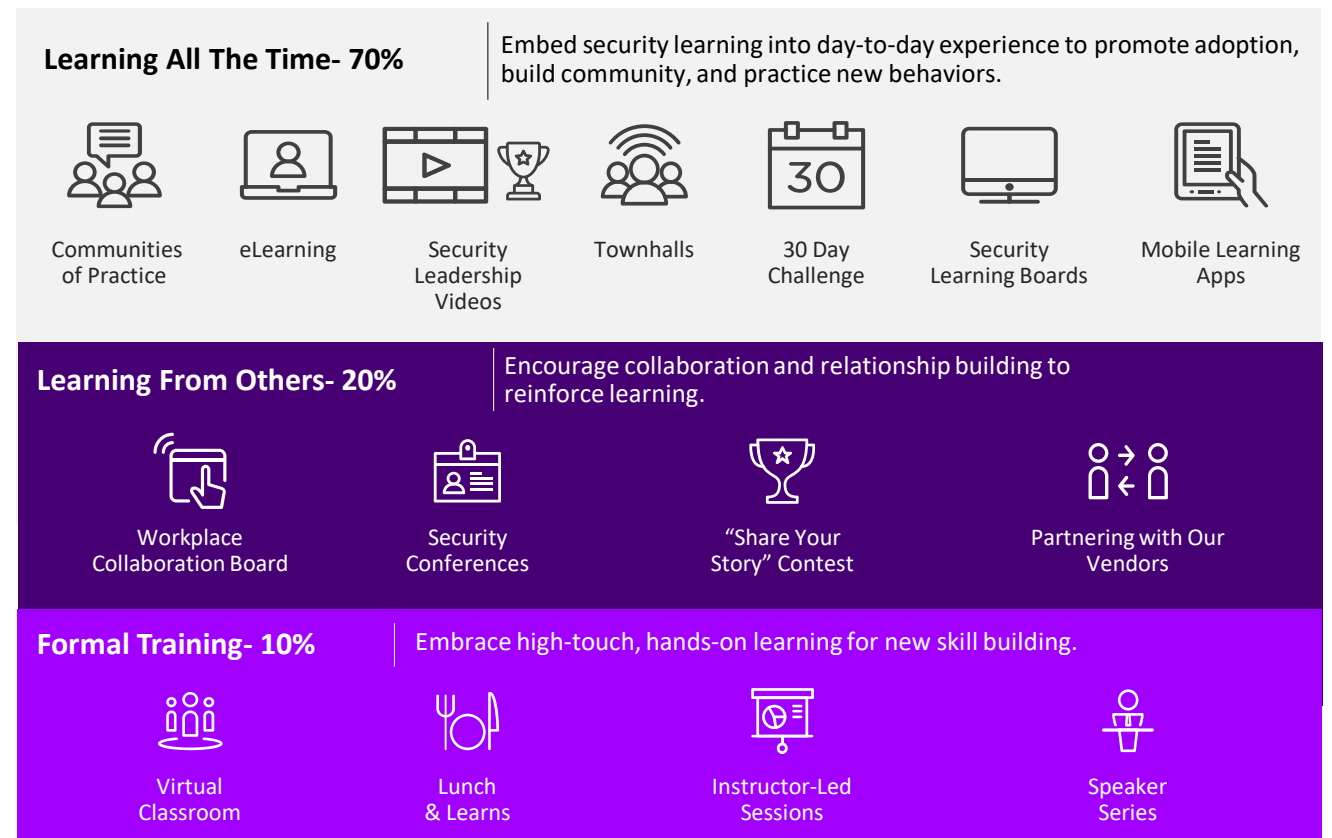 Learning All The Time- 70%
Embed security learning into day-to-day experience to promote adoption,
build community, and practice new behaviors.
30
Communities
of Practice
eLearning
Security
Leadership
Videos
Townhalls
30 Day
Challenge
Security
Learning Boards
Mobile Learning
Apps
Learning From Others- 20%
Encourage collaboration and relationship building to
reinforce learning.
Workplace
Collaboration Board
Security
Conferences
“Share Your
Story” Contest
Partnering with Our
Vendors
Formal Training- 10%
Embrace high-touch, hands-on learning for new skill building.
Virtual
Classroom
Lunch
& Learns
Instructor-Led
Sessions
Speaker
Series